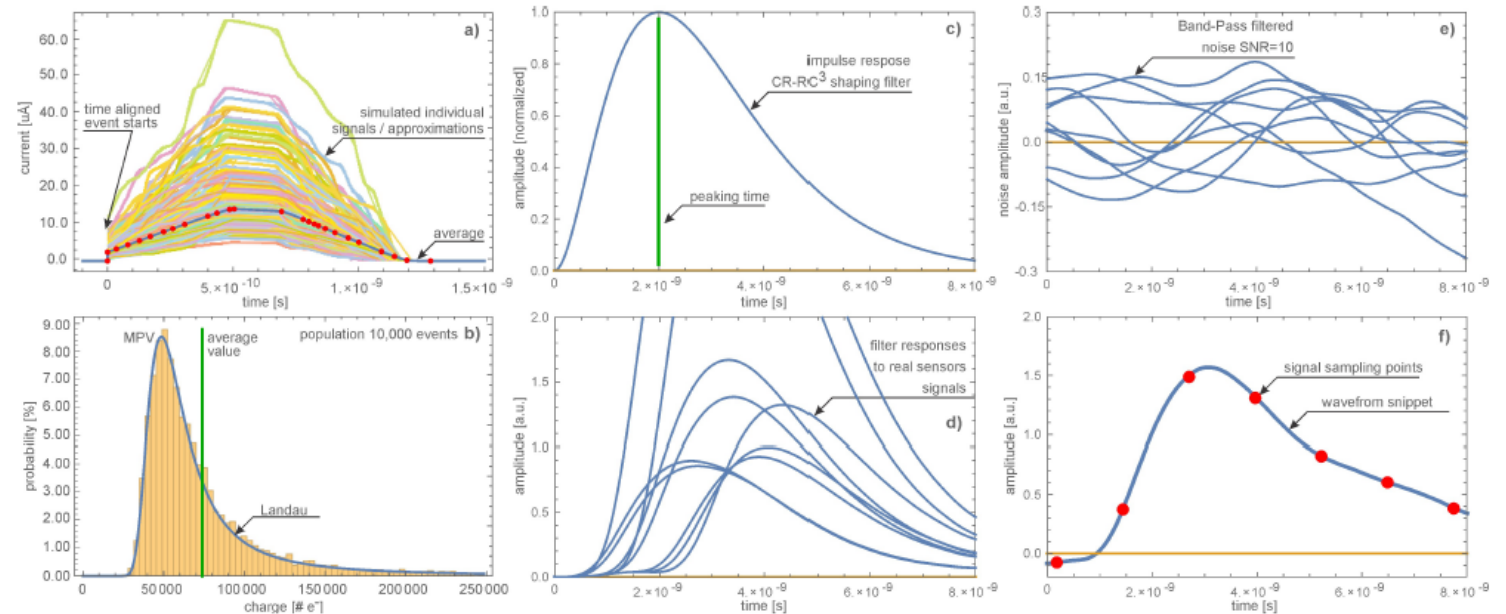 a)
60.0
50.0
40.0
30.0
20.0
10.0
0.0
current [uA]
time aligned
event starts
simulated individual
signals / approximations
average
0
5.×10⁻¹⁰
1.×10⁻⁹
1.5×10⁻⁹
time [s]
c)
1.0
0.8
0.6
0.4
0.2
0.0
amplitude [normalized]
impulse respose
CR-RC³ shaping filter
peaking time
0
2.×10⁻⁹
4.×10⁻⁹
6.×10⁻⁹
8.×10⁻⁹
time [s]
e)
0.3
0.15
0.0
-0.15
-0.3
noise amplitude [a.u.]
Band-Pass filtered
noise SNR=10
0
2.×10⁻⁹
4.×10⁻⁹
6.×10⁻⁹
8.×10⁻⁹
time [s]
b)
9.00
8.00
7.00
6.00
5.00
4.00
3.00
2.00
1.00
0.00
probability [%]
MPV
average
value
population 10,000 events
Landau
0
50 000
100 000
150 000
200 000
250 000
charge [# e⁻]
d)
2.0
1.5
1.0
0.5
0.0
amplitude [a.u.]
filter responses
to real sensors
signals
0
2.×10⁻⁹
4.×10⁻⁹
6.×10⁻⁹
8.×10⁻⁹
time [s]
f)
2.0
1.5
1.0
0.5
0.0
amplitude [a.u.]
signal sampling points
wavefrom snippet
0
2.×10⁻⁹
4.×10⁻⁹
6.×10⁻⁹
8.×10⁻⁹
time [s]